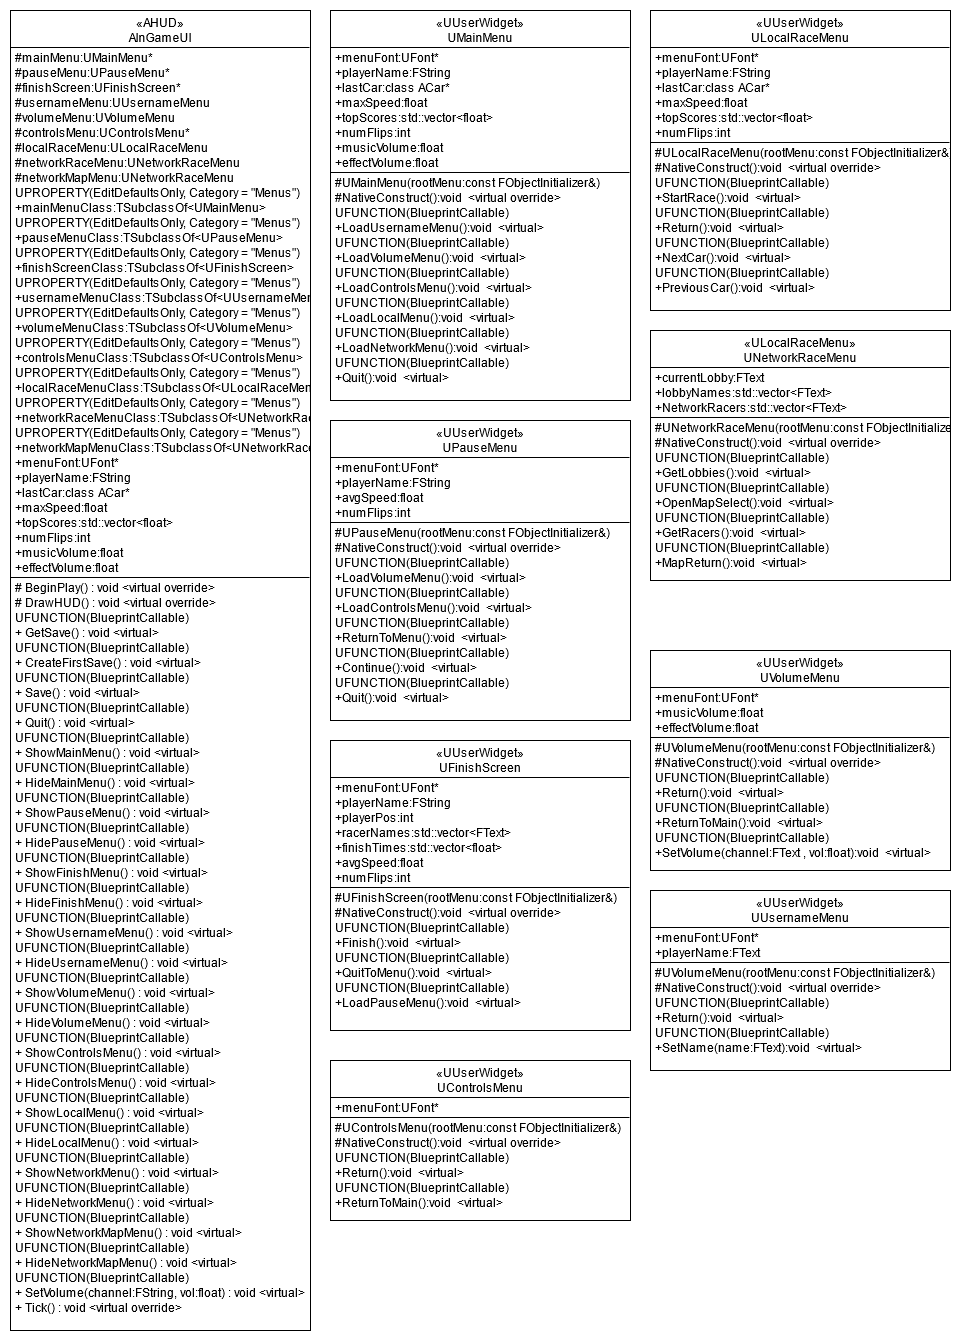 «AHUD»
AInGameUI
#mainMenu:UMainMenu*
#pauseMenu:UPauseMenu*
#finishScreen:UFinishScreen*
#usernameMenu:UUsernameMenu
#volumeMenu:UVolumeMenu
#controlsMenu:UControlsMenu*
#localRaceMenu:ULocalRaceMenu
#networkRaceMenu:UNetworkRaceMenu
#networkMapMenu:UNetworkRaceMenu
UPROPERTY(EditDefaultsOnly, Category = "Menus")
+mainMenuClass:TSubclassOf<UMainMenu>
UPROPERTY(EditDefaultsOnly, Category = "Menus")
+pauseMenuClass:TSubclassOf<UPauseMenu>
UPROPERTY(EditDefaultsOnly, Category = "Menus")
+finishScreenClass:TSubclassOf<UFinishScreen>
UPROPERTY(EditDefaultsOnly, Category = "Menus")
+usernameMenuClass:TSubclassOf<UUsernameMer
UPROPERTY(EditDefaultsOnly, Category = "Menus")
+volumeMenuClass:TSubclassOf<UVolumeMenu>
UPROPERTY(EditDefaultsOnly, Category = "Menus")
+controlsMenuClass:TSubclassOf<UControlsMenu>
UPROPERTY(EditDefaultsOnly, Category = "Menus")
+localRaceMenuClass:TSubclassOf<ULocalRaceMen
UPROPERTY(EditDefaultsOnly, Category = "Menus")
+networkRaceMenuClass:TSubclassOf<UNetworkRac
UPROPERTY(EditDefaultsOnly, Category = "Menus")
+networkMapMenuClass:TSubclassOf<UNetworkRac
+menuFont:UFont*
+playerName:FString
+lastCar:class ACar*
+maxSpeed:float
+topScores:std::vector<float>
+numFlips:int
+musicVolume:float
+effectVolume:float
# BeginPlay() : void <virtual override>
# DrawHUD() : void <virtual override>
UFUNCTION(BlueprintCallable)
+ GetSave() : void <virtual>
UFUNCTION(BlueprintCallable)
+ CreateFirstSave() : void <virtual>
UFUNCTION(BlueprintCallable)
+ Save() : void <virtual>
UFUNCTION(BlueprintCallable)
+ Quit() : void <virtual>
UFUNCTION(BlueprintCallable)
+ ShowMainMenu() : void <virtual>
UFUNCTION(BlueprintCallable)
+ HideMainMenu() : void <virtual>
UFUNCTION(BlueprintCallable)
+ ShowPauseMenu() : void <virtual>
UFUNCTION(BlueprintCallable)
+ HidePauseMenu() : void <virtual>
UFUNCTION(BlueprintCallable)
+ ShowFinishMenu() : void <virtual>
UFUNCTION(BlueprintCallable)
+ HideFinishMenu() : void <virtual>
UFUNCTION(BlueprintCallable)
+ ShowUsernameMenu() : void <virtual>
UFUNCTION(BlueprintCallable)
+ HideUsernameMenu() : void <virtual>
UFUNCTION(BlueprintCallable)
+ ShowVolumeMenu() : void <virtual>
UFUNCTION(BlueprintCallable)
+ HideVolumeMenu() : void <virtual>
UFUNCTION(BlueprintCallable)
+ ShowControlsMenu() : void <virtual>
UFUNCTION(BlueprintCallable)
+ HideControlsMenu() : void <virtual>
UFUNCTION(BlueprintCallable)
+ ShowLocalMenu() : void <virtual>
UFUNCTION(BlueprintCallable)
+ HideLocalMenu() : void <virtual>
UFUNCTION(BlueprintCallable)
+ ShowNetworkMenu() : void <virtual>
UFUNCTION(BlueprintCallable)
+ HideNetworkMenu() : void <virtual>
UFUNCTION(BlueprintCallable)
+ ShowNetworkMapMenu() : void <virtual>
UFUNCTION(BlueprintCallable)
+ HideNetworkMapMenu() : void <virtual>
UFUNCTION(BlueprintCallable)
+ SetVolume(channel:FString, vol:float) : void <virtual>
+ Tick() : void <virtual override>
«UUserWidget»
UMainMenu
+menuFont:UFont*
+playerName:FString
+lastCar:class ACar*
+maxSpeed:float
+topScores:std::vector<float>
+numFlips:int
+musicVolume:float
+effectVolume:float
#UMainMenu(rootMenu:const FObjectInitializer&)
#NativeConstruct():void <virtual override>
UFUNCTION(BlueprintCallable)
+LoadUsernameMenu():void <virtual>
UFUNCTION(BlueprintCallable)
+LoadVolumeMenu():void <virtual>
UFUNCTION(BlueprintCallable)
+LoadControlsMenu():void <virtual>
UFUNCTION(BlueprintCallable)
+LoadLocalMenu():void <virtual>
UFUNCTION(BlueprintCallable)
+LoadNetworkMenu():void <virtual>
UFUNCTION(BlueprintCallable)
+Quit():void <virtual>
«UUserWidget»
UPauseMenu
+menuFont:UFont*
+playerName:FString
+avgSpeed:float
+numFlips:int
#UPauseMenu(rootMenu:const FObjectInitializer&)
#NativeConstruct():void <virtual override>
UFUNCTION(BlueprintCallable)
+LoadVolumeMenu():void <virtual>
UFUNCTION(BlueprintCallable)
+LoadControlsMenu():void <virtual>
UFUNCTION(BlueprintCallable)
+ReturnToMenu():void <virtual>
UFUNCTION(BlueprintCallable)
+Continue():void <virtual>
UFUNCTION(BlueprintCallable)
+Quit():void <virtual>
«UUserWidget»
UFinishScreen
+menuFont:UFont*
+playerName:FString
+playerPos:int
+racerNames:std::vector<FText>
+finishTimes:std::vector<float>
+avgSpeed:float
+numFlips:int
#UFinishScreen(rootMenu:const FObjectInitializer&)
#NativeConstruct():void <virtual override>
UFUNCTION(BlueprintCallable)
+Finish():void <virtual>
UFUNCTION(BlueprintCallable)
+QuitToMenu():void <virtual>
UFUNCTION(BlueprintCallable)
+LoadPauseMenu():void <virtual>
«UUserWidget»
UControlsMenu
+menuFont:UFont*
#UControlsMenu(rootMenu:const FObjectInitializer&)
#NativeConstruct():void <virtual override>
UFUNCTION(BlueprintCallable)
+Return():void <virtual>
UFUNCTION(BlueprintCallable)
+ReturnToMain():void <virtual>
«UUserWidget»
ULocalRaceMenu
+menuFont:UFont*
+playerName:FString
+lastCar:class ACar*
+maxSpeed:float
+topScores:std::vector<float>
+numFlips:int
#ULocalRaceMenu(rootMenu:const FObjectInitializer&
#NativeConstruct():void <virtual override>
UFUNCTION(BlueprintCallable)
+StartRace():void <virtual>
UFUNCTION(BlueprintCallable)
+Return():void <virtual>
UFUNCTION(BlueprintCallable)
+NextCar():void <virtual>
UFUNCTION(BlueprintCallable)
+PreviousCar():void <virtual>
«ULocalRaceMenu»
UNetworkRaceMenu
+currentLobby:FText
+lobbyNames:std::vector<FText>
+NetworkRacers:std::vector<FText>
#UNetworkRaceMenu(rootMenu:const FObjectInitialize
#NativeConstruct():void <virtual override>
UFUNCTION(BlueprintCallable)
+GetLobbies():void <virtual>
UFUNCTION(BlueprintCallable)
+OpenMapSelect():void <virtual>
UFUNCTION(BlueprintCallable)
+GetRacers():void <virtual>
UFUNCTION(BlueprintCallable)
+MapReturn():void <virtual>
«UUserWidget»
UVolumeMenu
+menuFont:UFont*
+musicVolume:float
+effectVolume:float
#UVolumeMenu(rootMenu:const FObjectInitializer&)
#NativeConstruct():void <virtual override>
UFUNCTION(BlueprintCallable)
+Return():void <virtual>
UFUNCTION(BlueprintCallable)
+ReturnToMain():void <virtual>
UFUNCTION(BlueprintCallable)
+SetVolume(channel:FText , vol:float):void <virtual>
«UUserWidget»
UUsernameMenu
+menuFont:UFont*
+playerName:FText
#UVolumeMenu(rootMenu:const FObjectInitializer&)
#NativeConstruct():void <virtual override>
UFUNCTION(BlueprintCallable)
+Return():void <virtual>
UFUNCTION(BlueprintCallable)
+SetName(name:FText):void <virtual>